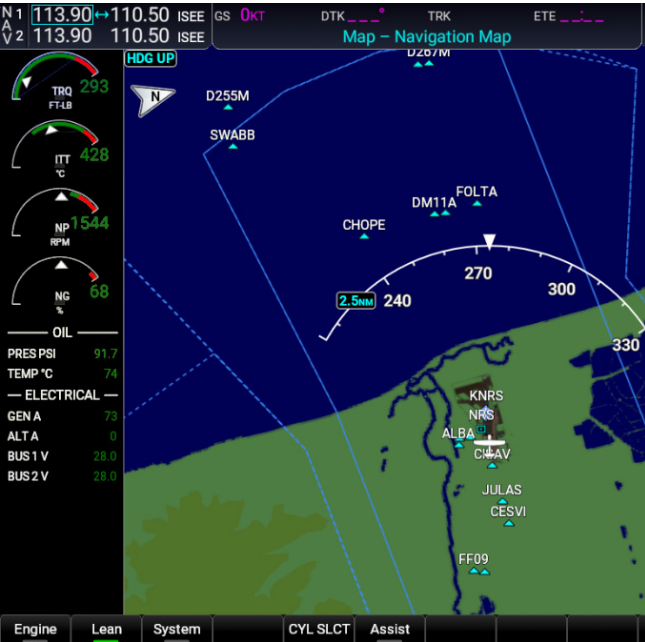 N 1 113.90 ↔ 110.50 ISEE GS 0KT DTK ___° TRK ETE __:__
A
V 2 113.90 110.50 ISEE Map – Navigation Map
HDG UP
N
D267M
D255M
SWABB
FOLTA
DM11A
CHOPE
270
300
2.5NM 240
330
KNRS
NRS
ALBA
JULAS
CESVI
FF09
TRQ 293
FT-LB
ITT 428
°C
NP 1544
RPM
NG 68
%
OIL
PRES PSI 91.7
TEMP °C 74
ELECTRICAL
GEN A 73
ALT A 0
BUS 1 V 28.0
BUS 2 V 28.0
Engine Lean System CYL SLCT Assist